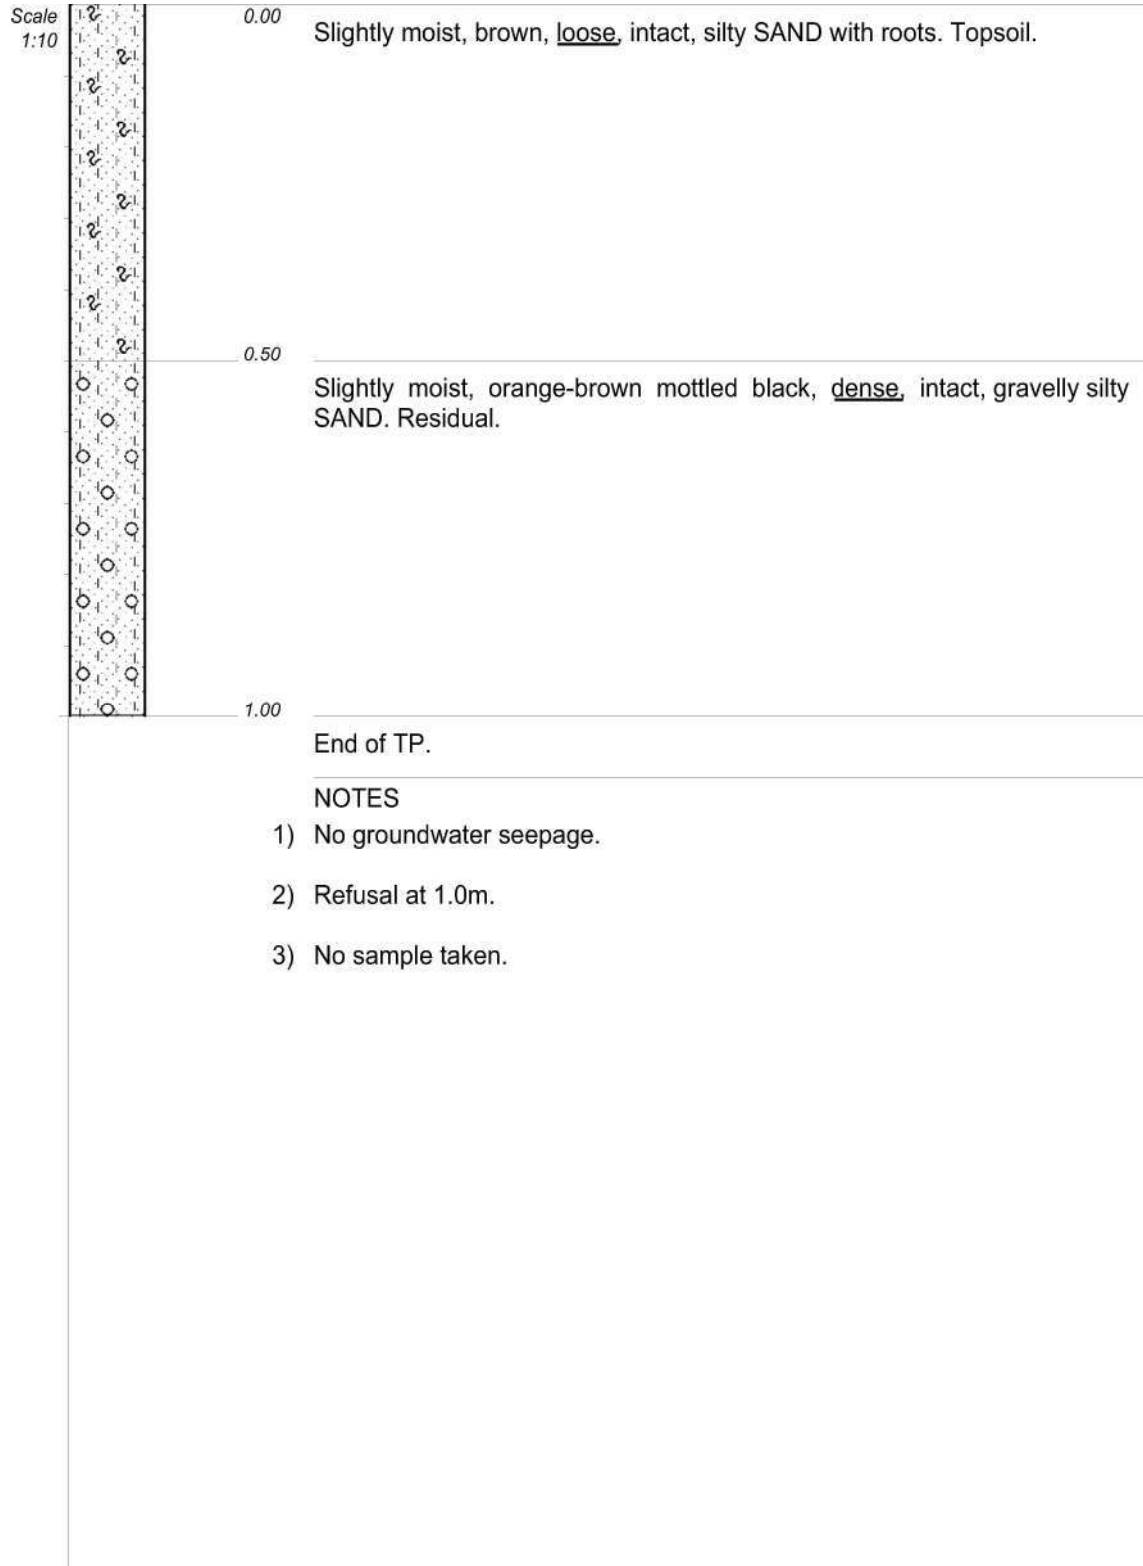 Scale
1:10
0.00
Slightly moist, brown, loose, intact, silty SAND with roots. Topsoil.
0.50
Slightly moist, orange-brown mottled black, dense, intact, gravelly silty
SAND. Residual.
1.00
End of TP.
NOTES
1) No groundwater seepage.
2) Refusal at 1.0m.
3) No sample taken.